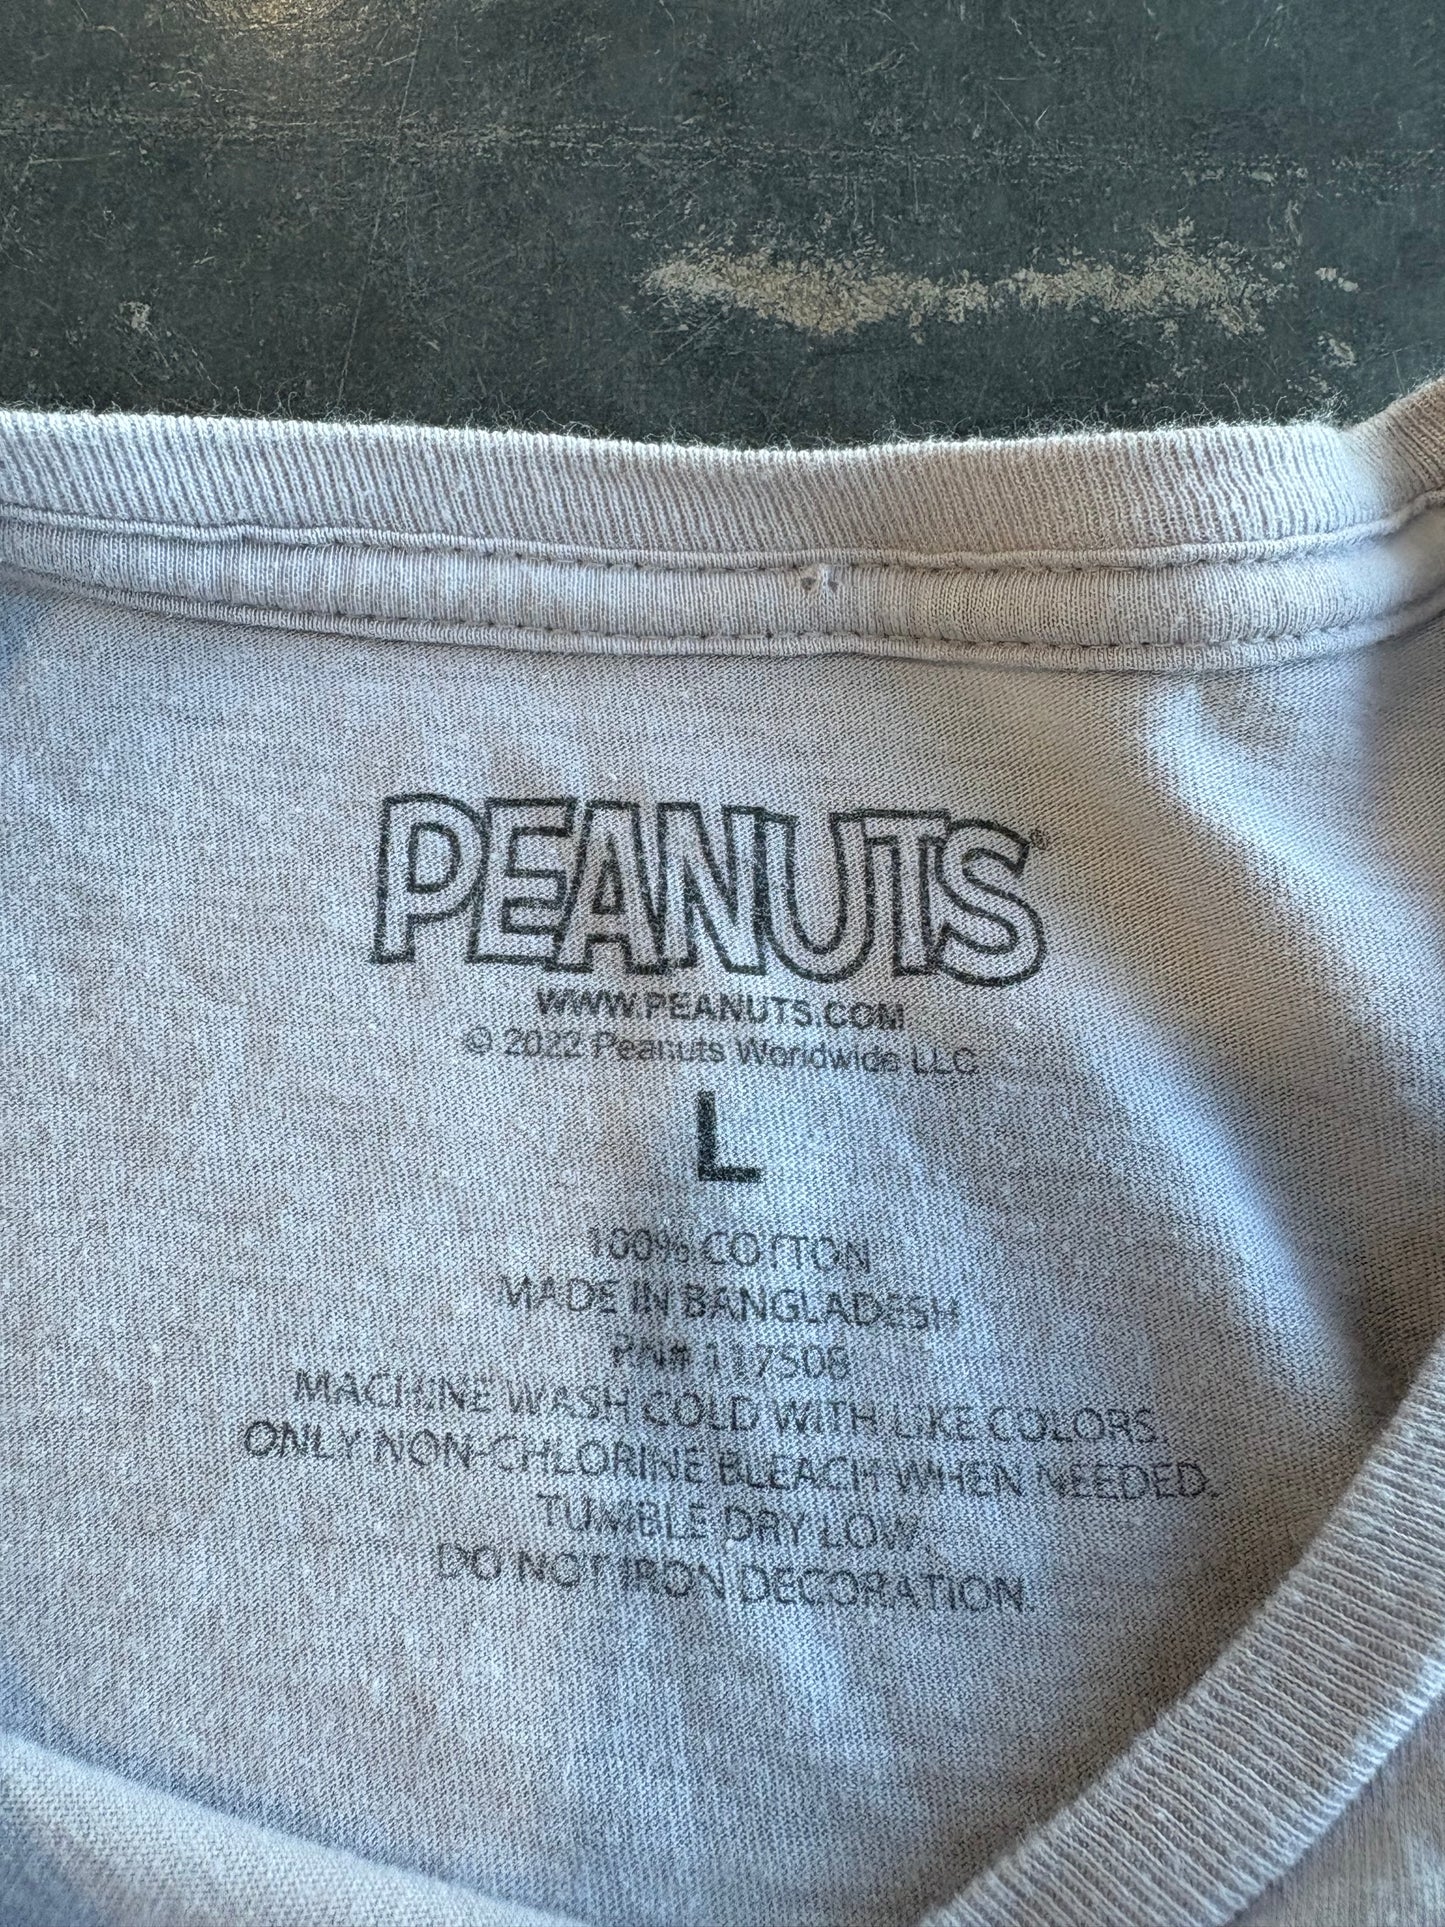 PEANUTS®
WWW.PEANUTS.COM
© 2022 Peanuts Worldwide LLC
L
100% COTTON
MADE IN BANGLADESH
RN# 117508
MACHINE WASH COLD WITH LIKE COLORS.
ONLY NON-CHLORINE BLEACH WHEN NEEDED.
TUMBLE DRY LOW.
DO NOT IRON DECORATION.